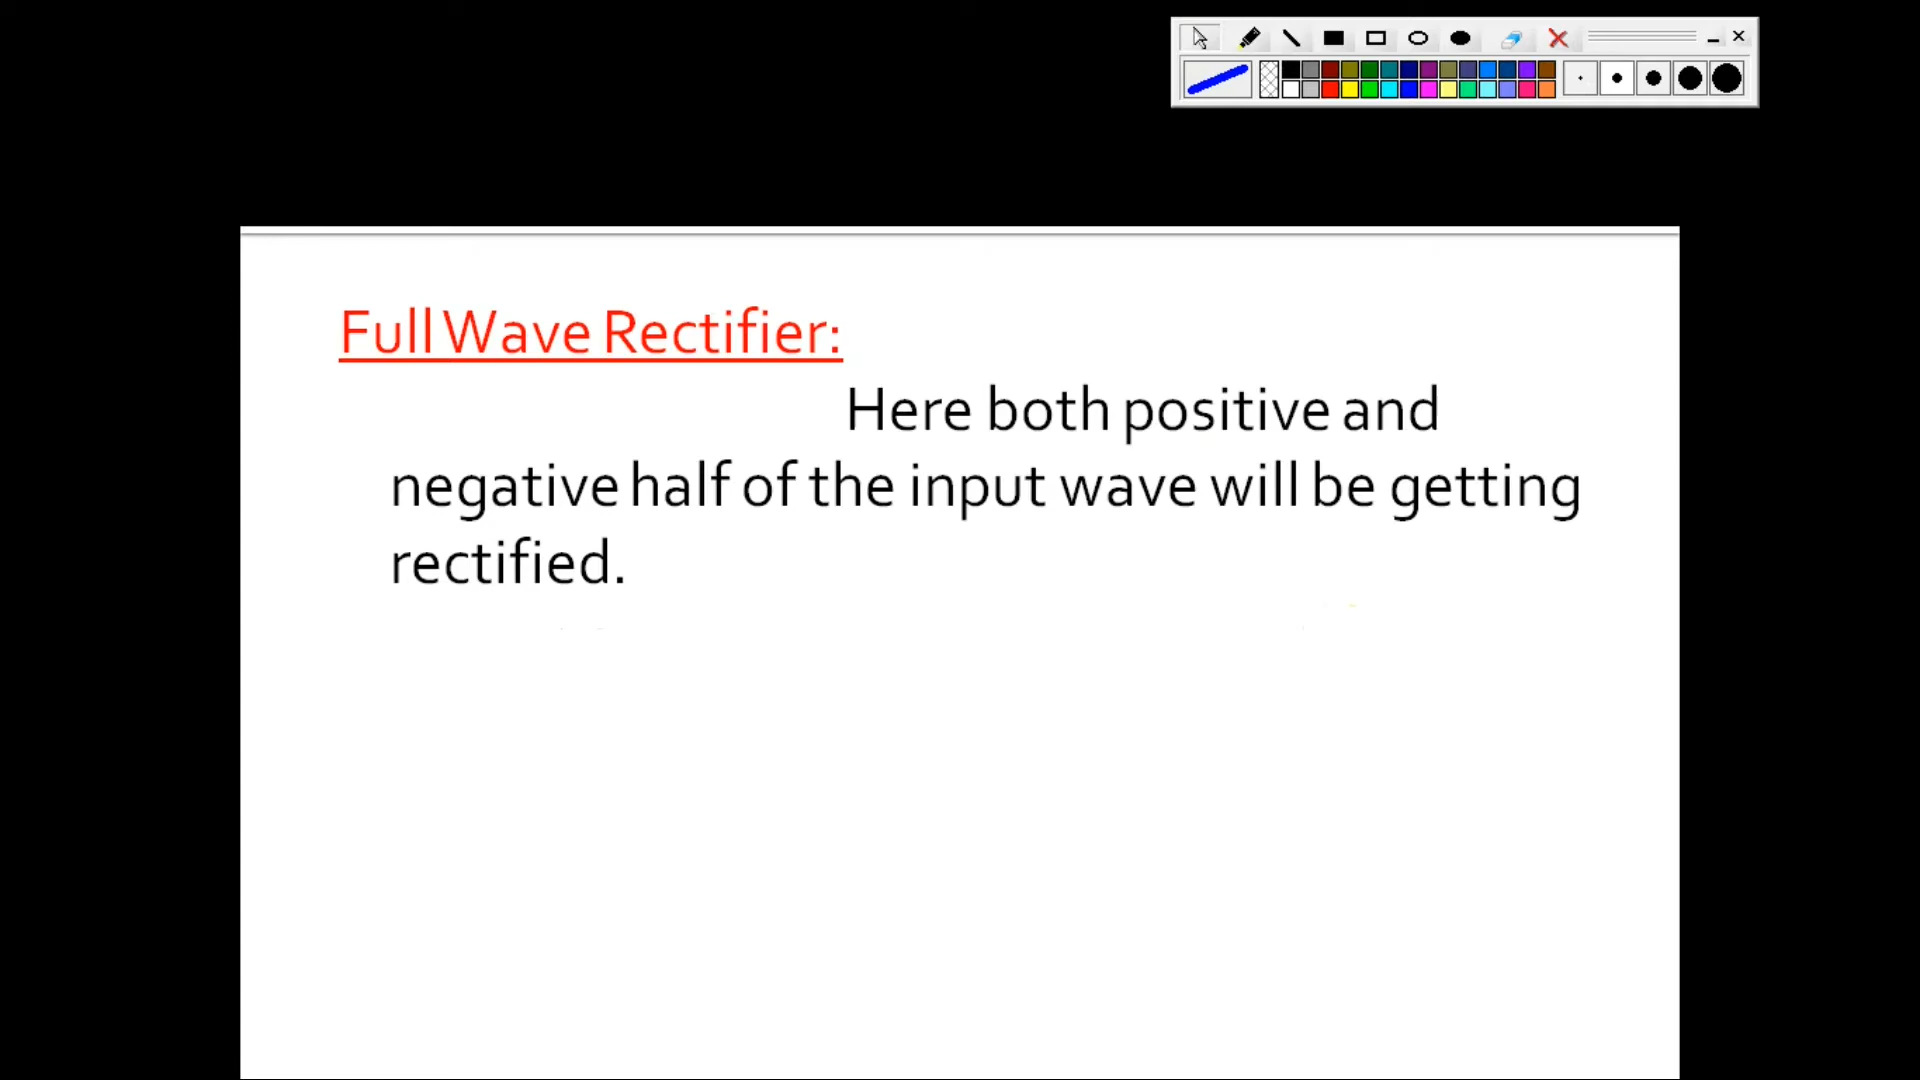 Full Wave Rectifier:
Here both positive and
negative half of the input wave will be getting
rectified.